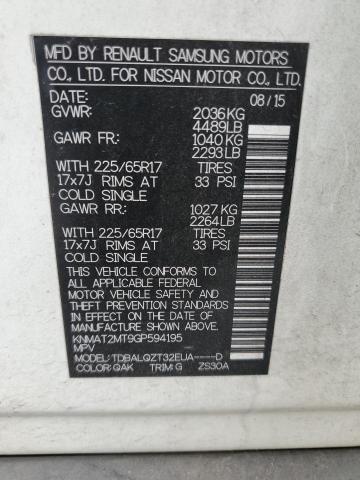 MFD BY RENAULT SAMSUNG MOTORS
CO., LTD. FOR NISSAN MOTOR CO., LTD.
DATE: 08/15
GVWR: 2036KG
4489LB
GAWR FR: 1040 KG
2293LB
WITH 225/65R17 TIRES
17x7J RIMS AT 33 PSI
COLD SINGLE
GAWR RR: 1027 KG
2264LB
WITH 225/65R17 TIRES
17x7J RIMS AT 33 PSI
COLD SINGLE
THIS VEHICLE CONFORMS TO
ALL APPLICABLE FEDERAL
MOTOR VEHICLE SAFETY AND
THEFT PREVENTION STANDARDS
IN EFFECT ON THE DATE OF
MANUFACTURE SHOWN ABOVE.
KNMAT2MT9GP594195
MPV
MODEL: TDBALQZT32EUA-----D
COLOR: QAK TRIM: G ZS30A